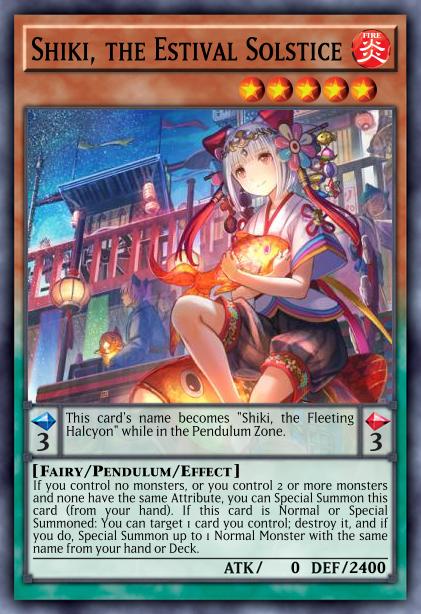 Shiki, the Estival Solstice
FIRE
炎
This card's name becomes "Shiki, the Fleeting
Halcyon" while in the Pendulum Zone.
3
3
[Fairy/Pendulum/Effect]
If you control no monsters, or you control 2 or more monsters
and none have the same Attribute, you can Special Summon this
card (from your hand). If this card is Normal or Special
Summoned: You can target 1 card you control; destroy it, and if
you do, Special Summon up to 1 Normal Monster with the same
name from your hand or Deck.
ATK/ 0 DEF/2400